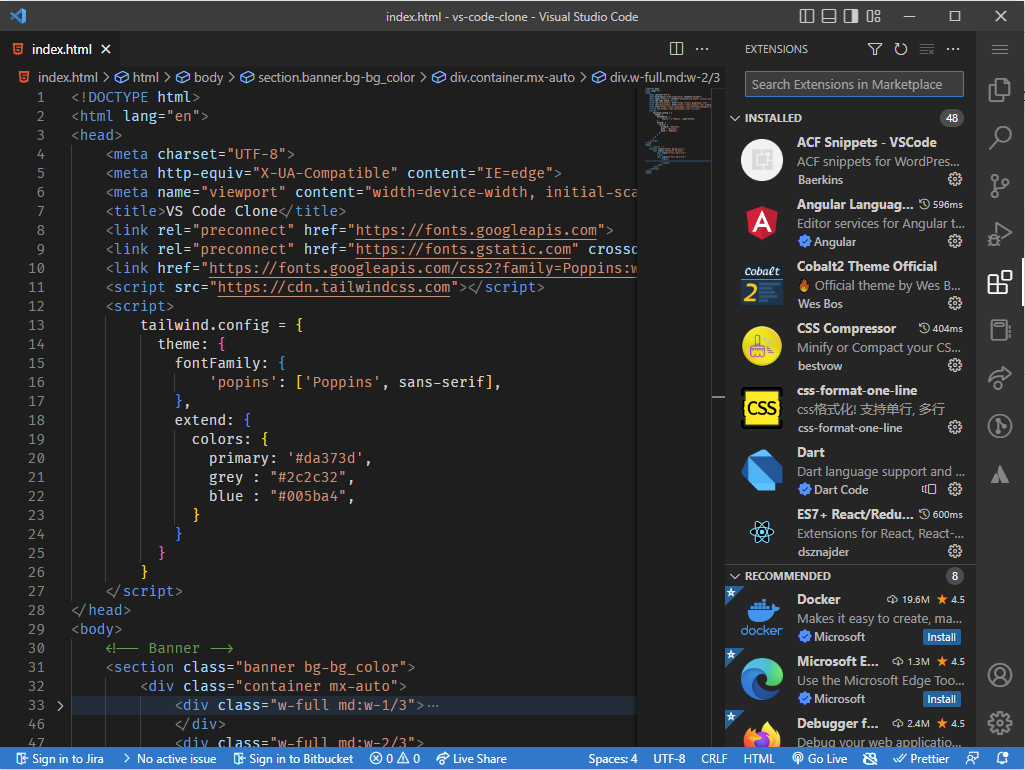 index.html - vs-code-clone - Visual Studio Code
index.html
index.html > html > body > section.banner.bg-bg_color > div.container.mx-auto > div.w-full.md:w-2/3
1 <!DOCTYPE html>
2 <html lang="en">
3 <head>
4 <meta charset="UTF-8">
5 <meta http-equiv="X-UA-Compatible" content="IE=edge">
6 <meta name="viewport" content="width=device-width, initial-sca
7 <title>VS Code Clone</title>
8 <link rel="preconnect" href="https://fonts.googleapis.com">
9 <link rel="preconnect" href="https://fonts.gstatic.com" crosso
10 <link href="https://fonts.googleapis.com/css2?family=Poppins:w
11 <script src="https://cdn.tailwindcss.com"></script>
12 <script>
13 tailwind.config = {
14 theme: {
15 fontFamily: {
16 'popins': ['Poppins', sans-serif],
17 },
18 extend: {
19 colors: {
20 primary: '#da373d',
21 grey : "#2c2c32",
22 blue : "#005ba4",
23 }
24 }
25 }
26 }
27 </script>
28 </head>
29 <body>
30 <!-- Banner -->
31 <section class="banner bg-bg_color">
32 <div class="container mx-auto">
33 <div class="w-full md:w-1/3">···
46 </div>
47 <div class="w-full md:w-2/3">
EXTENSIONS
Search Extensions in Marketplace
INSTALLED 48
ACF Snippets - VSCode
ACF snippets for WordPres...
Baerkins
Angular Languag... 596ms
Editor services for Angular t...
Angular
Cobalt2 Theme Official
Cobalt
2
🔥 Official theme by Wes B...
Wes Bos
CSS Compressor 404ms
Minify or Compact your CS...
bestvow
css-format-one-line
CSS
css格式化! 支持单行, 多行
css-format-one-line
Dart
Dart language support and ...
Dart Code
ES7+ React/Redu... 600ms
Extensions for React, React-...
dsznajder
RECOMMENDED 8
Docker 19.6M ★ 4.5
docker
Makes it easy to create, ma...
Microsoft Install
Microsoft E... 1.3M ★ 4.5
Use the Microsoft Edge Too...
Microsoft Install
Debugger f... 2.4M ★ 4.5
Debug your web applicatio...
Sign in to Jira No active issue Sign in to Bitbucket 0 0 Live Share Spaces: 4 UTF-8 CRLF HTML Go Live Prettier